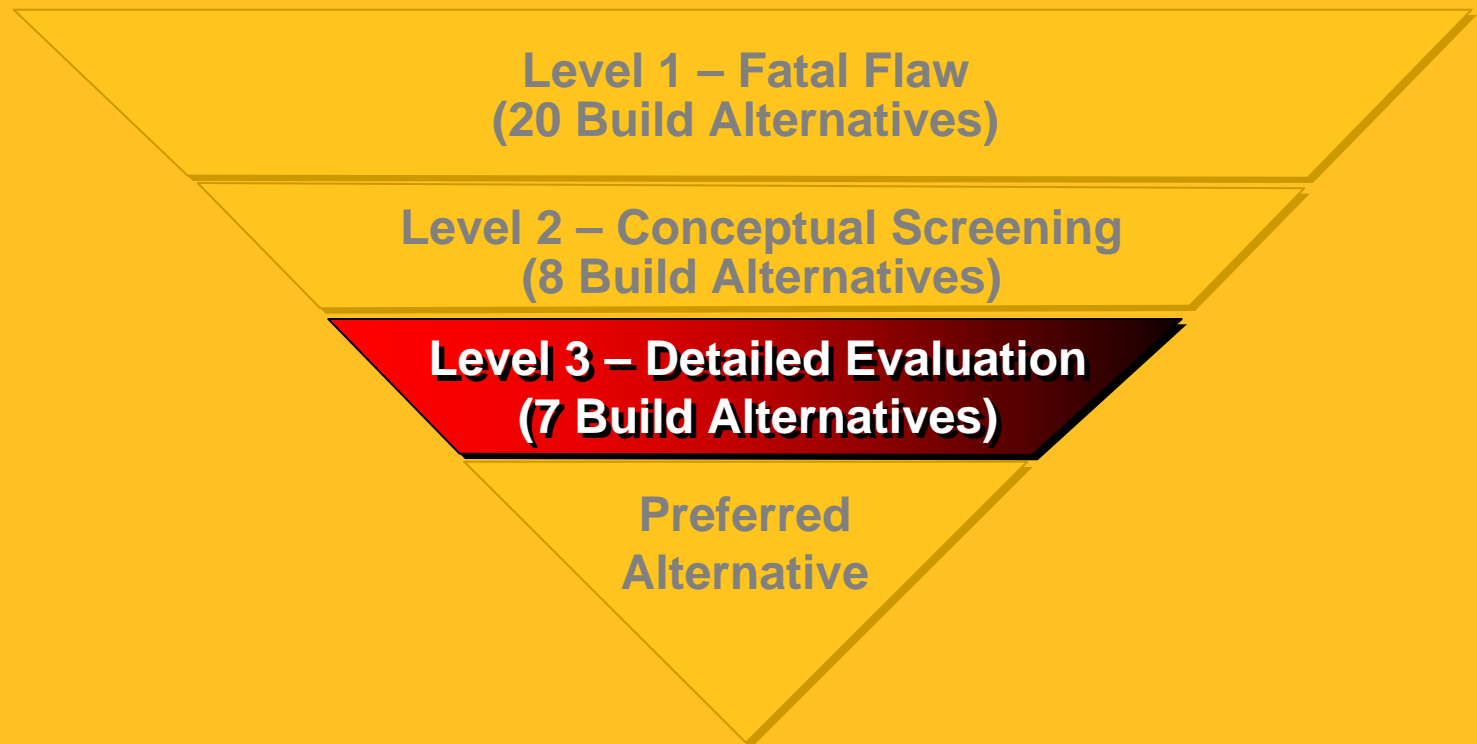 Level 1 – Fatal Flaw
(20 Build Alternatives)
Level 2 – Conceptual Screening
(8 Build Alternatives)
Level 3 – Detailed Evaluation
(7 Build Alternatives)
Preferred
Alternative